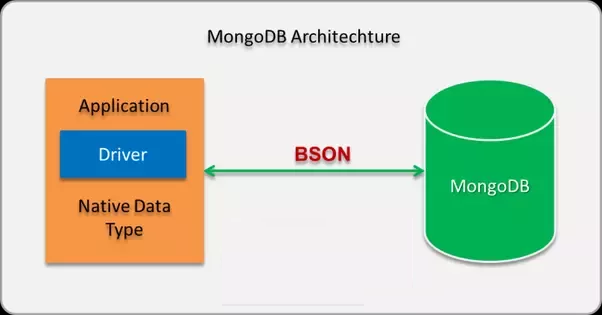 MongoDB Architechture
Application
Driver
Native Data
Type
BSON
MongoDB